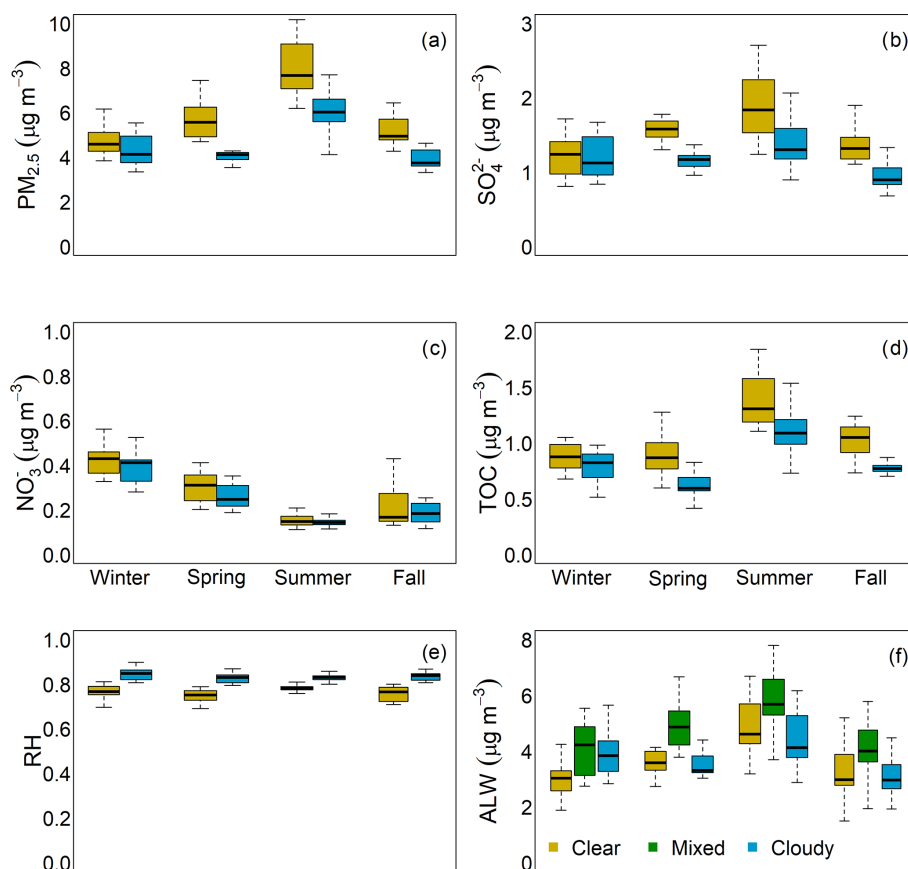 (a)
PM2.5 (μg m−3)
10
8
6
4
2
0
(b)
SO42- (μg m−3)
3
2
1
0
(c)
NO3- (μg m−3)
1.0
0.8
0.6
0.4
0.2
0.0
Winter Spring Summer Fall
(d)
TOC (μg m−3)
2.0
1.5
1.0
0.5
0.0
Winter Spring Summer Fall
(e)
RH
1.0
0.8
0.6
0.4
0.2
0.0
(f)
ALW (μg m−3)
8
6
4
2
0
Clear Mixed Cloudy